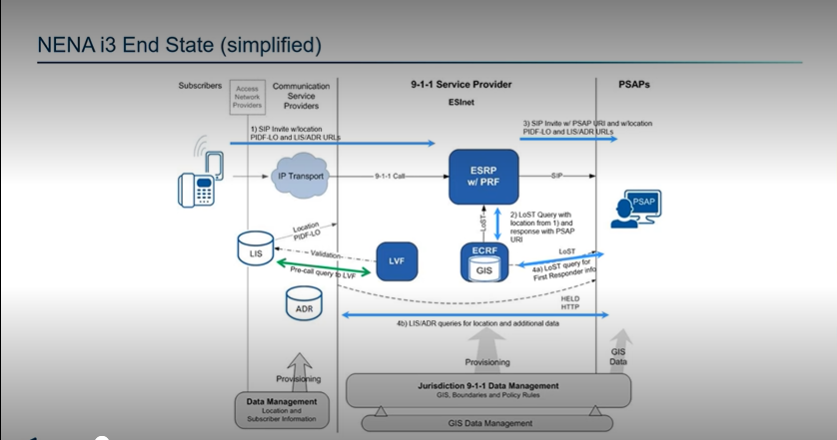 NENA i3 End State (simplified)
Subscribers
Access
Network
Providers
Communication
Service
Providers
9-1-1 Service Provider
ESInet
PSAPs
1) SIP Invite w/location
PIDF-LO and LIS/ADR URLs
3) SIP Invite w/ PSAP URI and w/location
PIDF-LO and LIS/ADR URLs
IP Transport
9-1-1 Call
ESRP
w/ PRF
SIP
PSAP
LoST
2) LoST Query with
location from 1) and
response with PSAP
URI
Location
PIDF-LO
LIS
Validation
Pre-call query to LVF
LVF
ECRF
GIS
LoST
4a) LoST query for
First Responder info
ADR
HELD
HTTP
4b) LIS/ADR queries for location and additional data
Provisioning
Provisioning
GIS
Data
Data Management
Location and
Subscriber Information
Jurisdiction 9-1-1 Data Management
GIS, Boundaries and Policy Rules
GIS Data Management